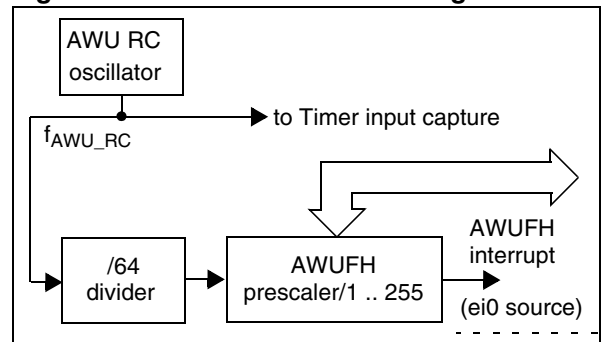 AWU RC
oscillator
to Timer input capture
fAWU_RC
/64
divider
AWUFH
prescaler/1 .. 255
AWUFH
interrupt
(ei0 source)